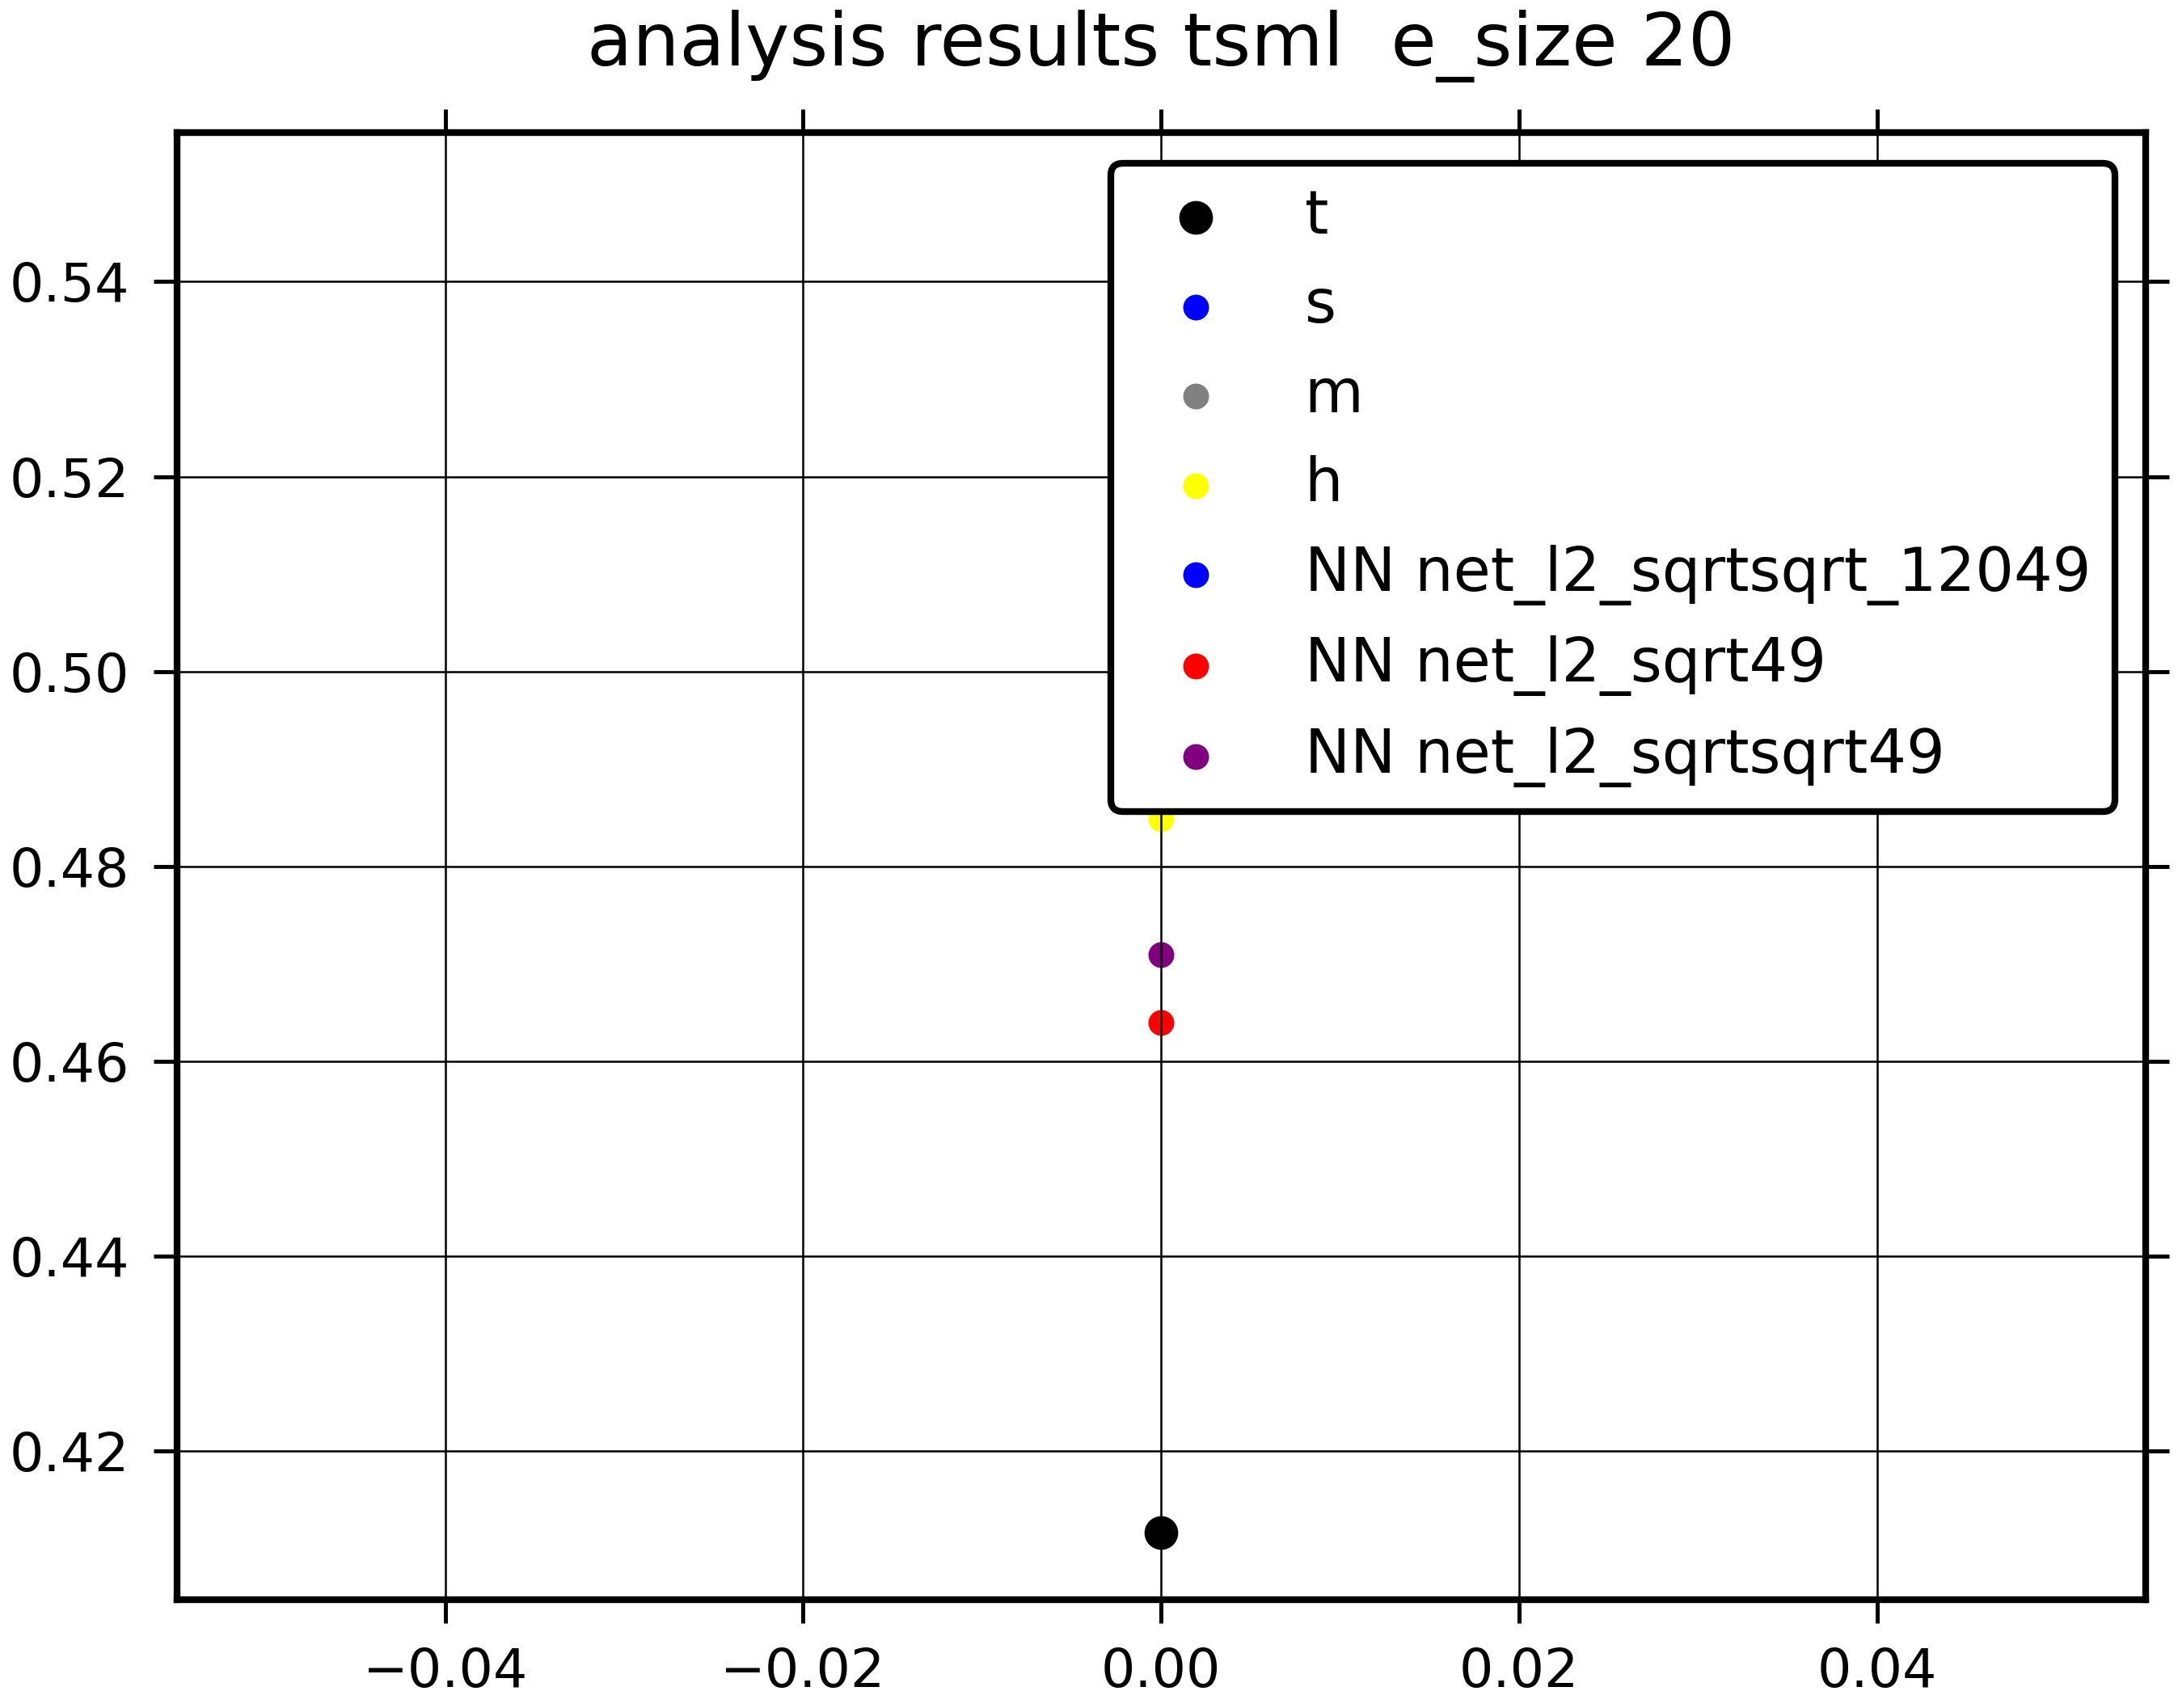 analysis results tsml  e_size 20
t
s
m
h
NN net_l2_sqrtsqrt_12049
NN net_l2_sqrt49
NN net_l2_sqrtsqrt49
0.54
0.52
0.50
0.48
0.46
0.44
0.42
−0.04 −0.02 0.00 0.02 0.04